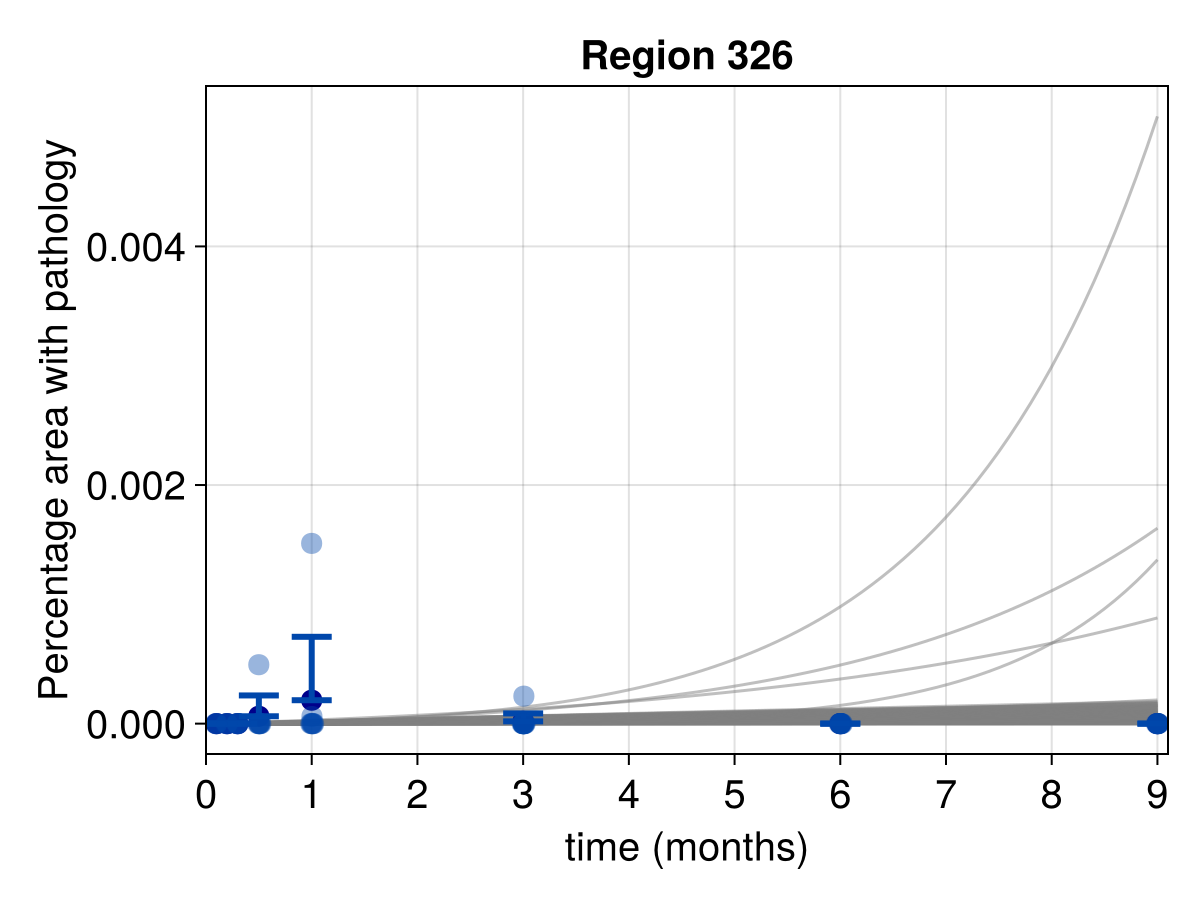 Region 326
Percentage area with pathology
0.004
0.002
0.000
0 1 2 3 4 5 6 7 8 9
time (months)